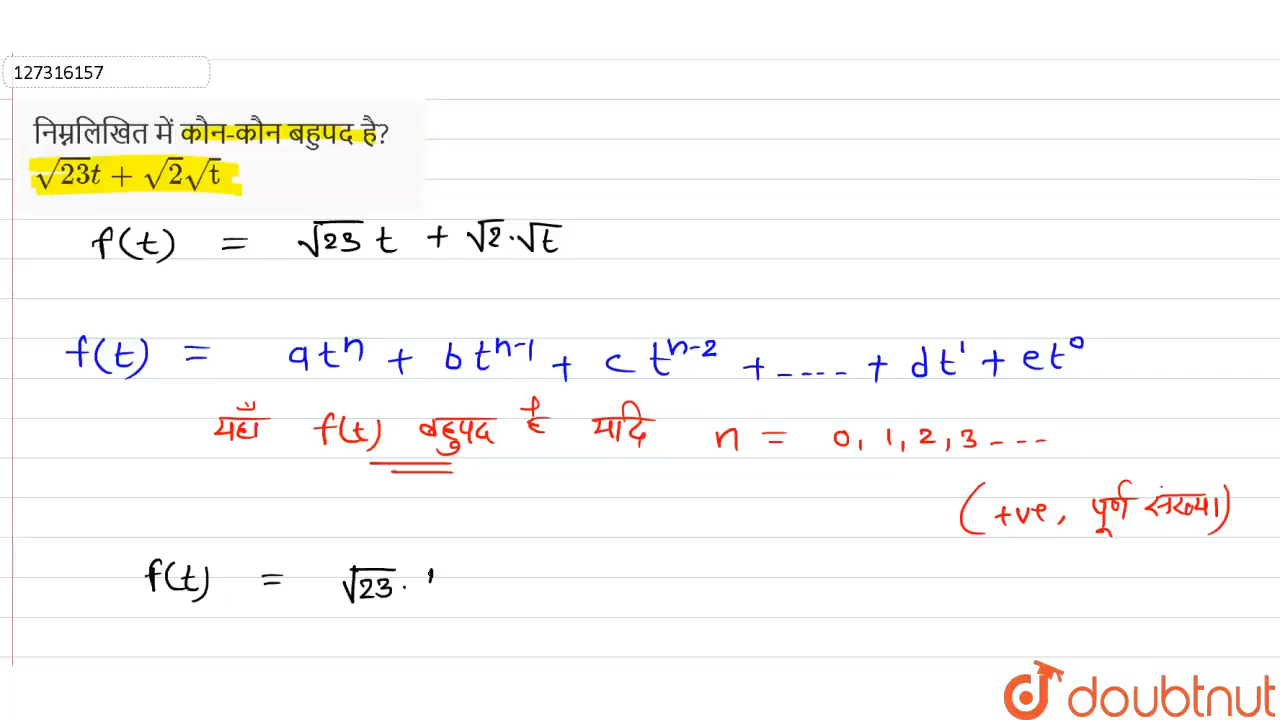 127316157
निम्नलिखित में कौन-कौन बहुपद है?
√23t + √2√t
f(t) = √23 t + √2·√t
f(t) = at^n + bt^n-1 + ct^n-2 + ---- + dt^1 + et^0
यहाँ f(t) बहुपद है यदि n = 0, 1, 2, 3 ---
(+ve, पूर्ण संख्या)
f(t) = √23 ·
doubtnut